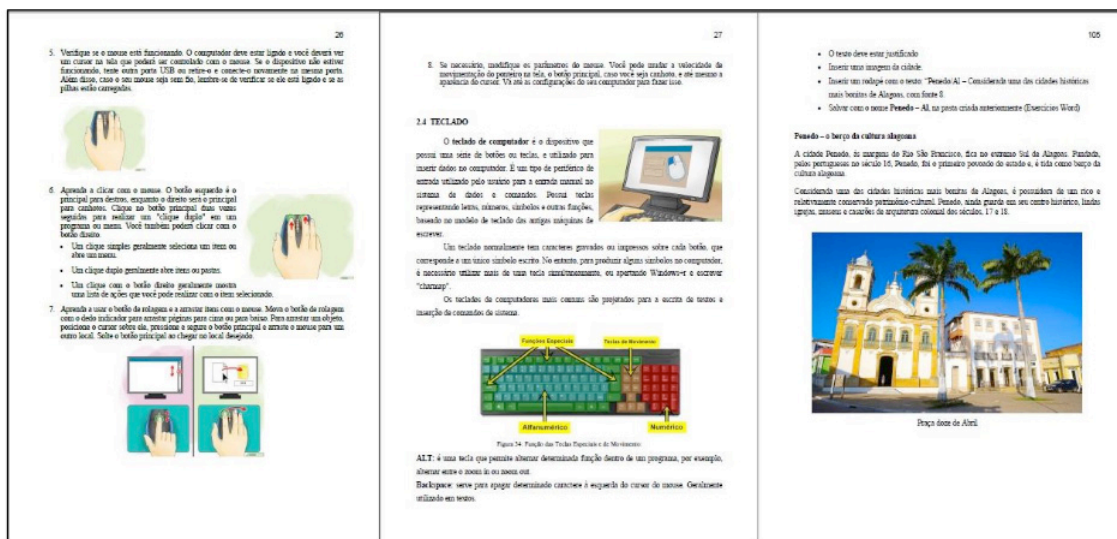 26
5. Verifique se o mouse está funcionando. O computador deve estar ligado e você deverá ver
um cursor na tela que poderá ser controlado com o mouse. Se o dispositivo não estiver
funcionando, tente outra porta USB ou retire-o e conecte-o novamente na mesma porta.
Além disso, caso o seu mouse seja sem fio, lembre-se de verificar se ele está ligado e se as
pilhas estão carregadas.
6. Aprenda a clicar com o mouse. O botão esquerdo é o
principal para destros, enquanto o direito será o principal
para canhotos. Clique no botão principal duas vezes
seguidas para realizar um "clique duplo" em um
programa ou menu. Você também poderá clicar com o
botão direito.
• Um clique simples geralmente seleciona um item ou
abre um menu.
• Um clique duplo geralmente abre itens ou pastas.
• Um clique com o botão direito geralmente mostra
uma lista de ações que você pode realizar com o item selecionado.
7. Aprenda a usar o botão de rolagem e a arrastar itens com o mouse. Mova o botão de rolagem
com o dedo indicador para arrastar páginas para cima ou para baixo. Para arrastar um objeto,
posicione o cursor sobre ele, pressione e segure o botão principal e arraste o mouse para um
outro local. Solte o botão principal ao chegar no local desejado.
27
8. Se necessário, modifique os parâmetros do mouse. Você pode mudar a velocidade de
movimentação do ponteiro na tela, o botão principal, caso você seja canhoto, e até mesmo a
aparência do cursor. Vá até as configurações do seu computador para fazer isso.
2.4 TECLADO
O teclado de computador é o dispositivo que
possui uma série de botões ou teclas, e utilizado para
inserir dados no computador. É um tipo de periférico de
entrada utilizado pelo usuário para a entrada manual no
sistema de dados e comandos. Possui teclas
representando letras, números, símbolos e outras funções,
baseado no modelo de teclado das antigas máquinas de
escrever.
Um teclado normalmente tem caracteres gravados ou impressos sobre cada botão, que
corresponde a um único símbolo escrito. No entanto, para produzir alguns símbolos no computador,
é necessário utilizar mais de uma tecla simultaneamente, ou apertando Windows+r e escrever
"charmap".
Os teclados de computadores mais comuns são projetados para a escrita de textos e
inserção de comandos de sistema.
Funções Especiais
Teclas de Movimento
Alfanumérico
Numérico
Figura 54: Função das Teclas Especiais e de Movimento
ALT: é uma tecla que permite alternar determinada função dentro de um programa, por exemplo,
alternar entre o zoom in ou zoom out.
Backspace: serve para apagar determinado caractere à esquerda do cursor do mouse. Geralmente
utilizado em textos.
105
• O texto deve estar justificado
• Inserir uma imagem da cidade.
• Inserir um rodapé com o texto: "Penedo/Al – Considerada uma das cidades históricas
mais bonitas de Alagoas, com fonte 8.
• Salvar com o nome Penedo – Al, na pasta criada anteriormente (Exercícios Word)
Penedo – o berço da cultura alagoana
A cidade Penedo, às margens do Rio São Francisco, fica no extremo Sul de Alagoas. Fundada,
pelos portugueses no século 16, Penedo, foi o primeiro povoado do estado e, é tida como berço da
cultura alagoana.
Considerada uma das cidades históricas mais bonitas de Alagoas, é possuidora de um rico e
relativamente conservado patrimônio cultural. Penedo, ainda guarda em seu centro histórico, lindas
igrejas, museus e casarões da arquitetura colonial dos séculos, 17 e 18.
Praça doze de Abril